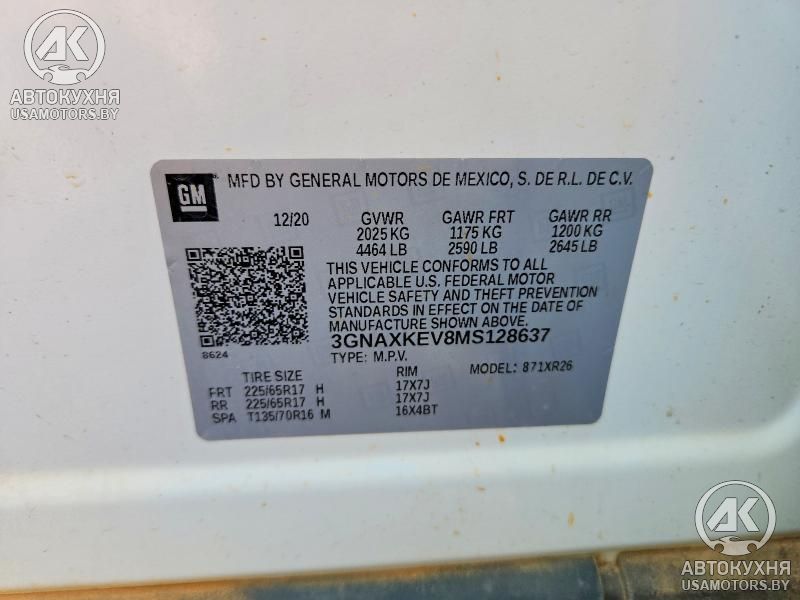 AK
АВТОКУХНЯ
USAMOTORS.BY
GM MFD BY GENERAL MOTORS DE MEXICO, S. DE R.L. DE C.V.
12/20 GVWR GAWR FRT GAWR RR
2025 KG 1175 KG 1200 KG
4464 LB 2590 LB 2645 LB
THIS VEHICLE CONFORMS TO ALL
APPLICABLE U.S. FEDERAL MOTOR
VEHICLE SAFETY AND THEFT PREVENTION
STANDARDS IN EFFECT ON THE DATE OF
MANUFACTURE SHOWN ABOVE.
3GNAXKEV8MS128637
8624
TYPE: M.P.V. MODEL: 871XR26
TIRE SIZE RIM
FRT 225/65R17 H 17X7J
RR 225/65R17 H 17X7J
SPA T135/70R16 M 16X4BT
AK
АВТОКУХНЯ
USAMOTORS.BY